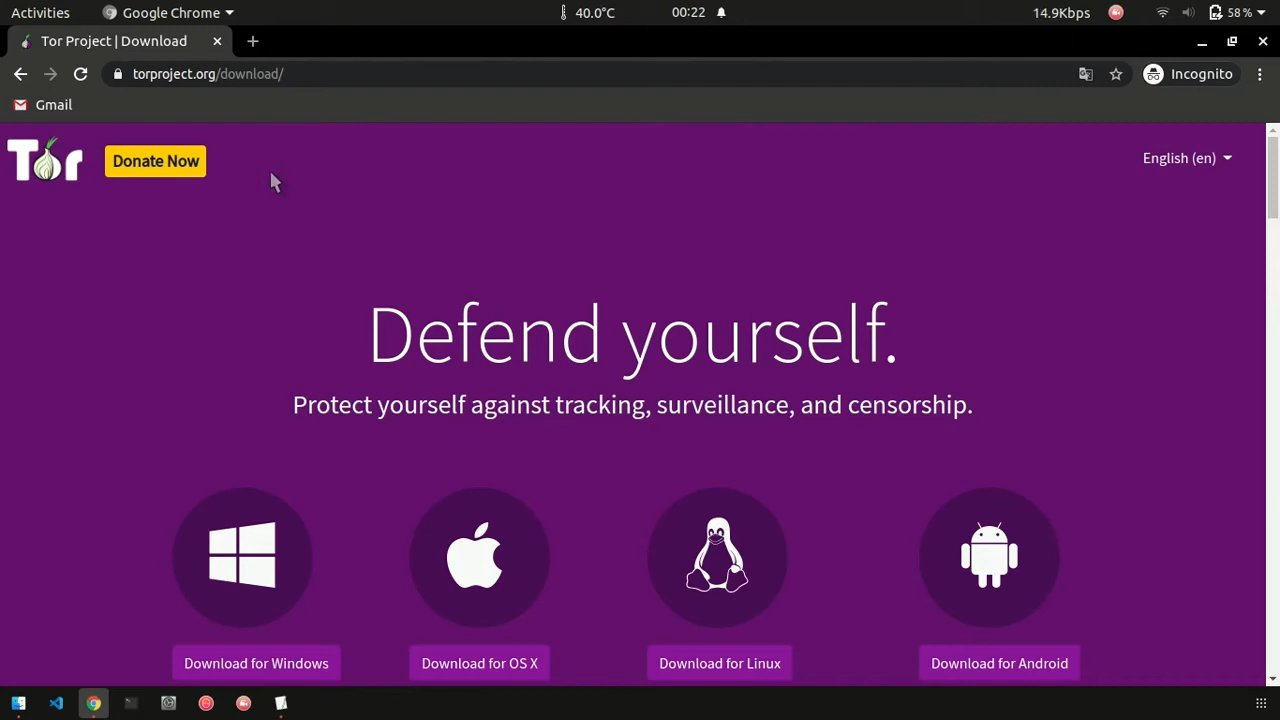 Activities
Google Chrome
40.0°C
00:22
14.9Kbps
58%
Tor Project | Download
torproject.org/download/
Incognito
Gmail
Tor
Donate Now
English (en)
Defend yourself.
Protect yourself against tracking, surveillance, and censorship.
Download for Windows
Download for OS X
Download for Linux
Download for Android